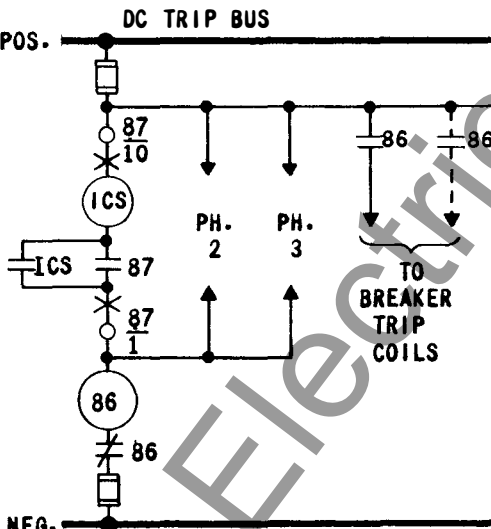 DC TRIP BUS
POS.
87
10
86
86
ICS
PH.
2
PH.
3
ICS
87
TO
BREAKER
TRIP
COILS
87
1
86
86
NEG.
Electric